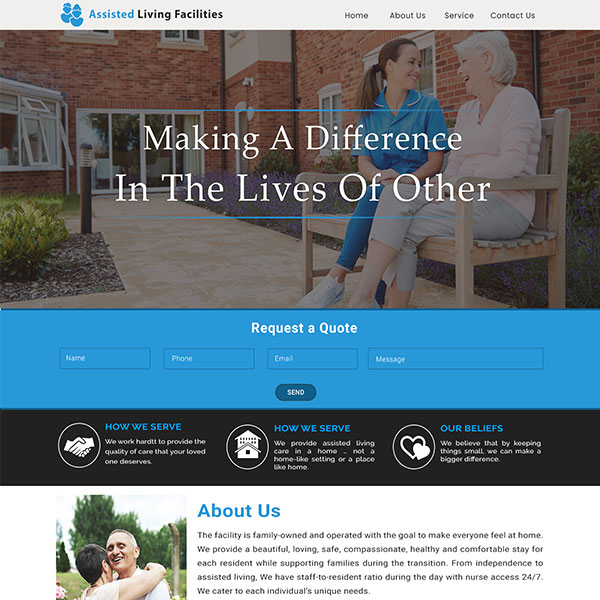 Assisted Living Facilities
Home About Us Service Contact Us
Making A Difference
In The Lives Of Other
Request a Quote
Name Phone Email Message
SEND
HOW WE SERVE
We work hardtt to provide the
quality of care that your loved
one deserves.
HOW WE SERVE
We provide assisted living
care in a home ... not a
home-like setting or a place
like home.
OUR BELIEFS
We believe that by keeping
things small, we can make a
bigger difference.
About Us
The facility is family-owned and operated with the goal to make everyone feel at home.
We provide a beautiful, loving, safe, compassionate, healthy and comfortable stay for
each resident while supporting families during the transition. From independence to
assisted living, We have staff-to-resident ratio during the day with nurse access 24/7.
We cater to each individual's unique needs.